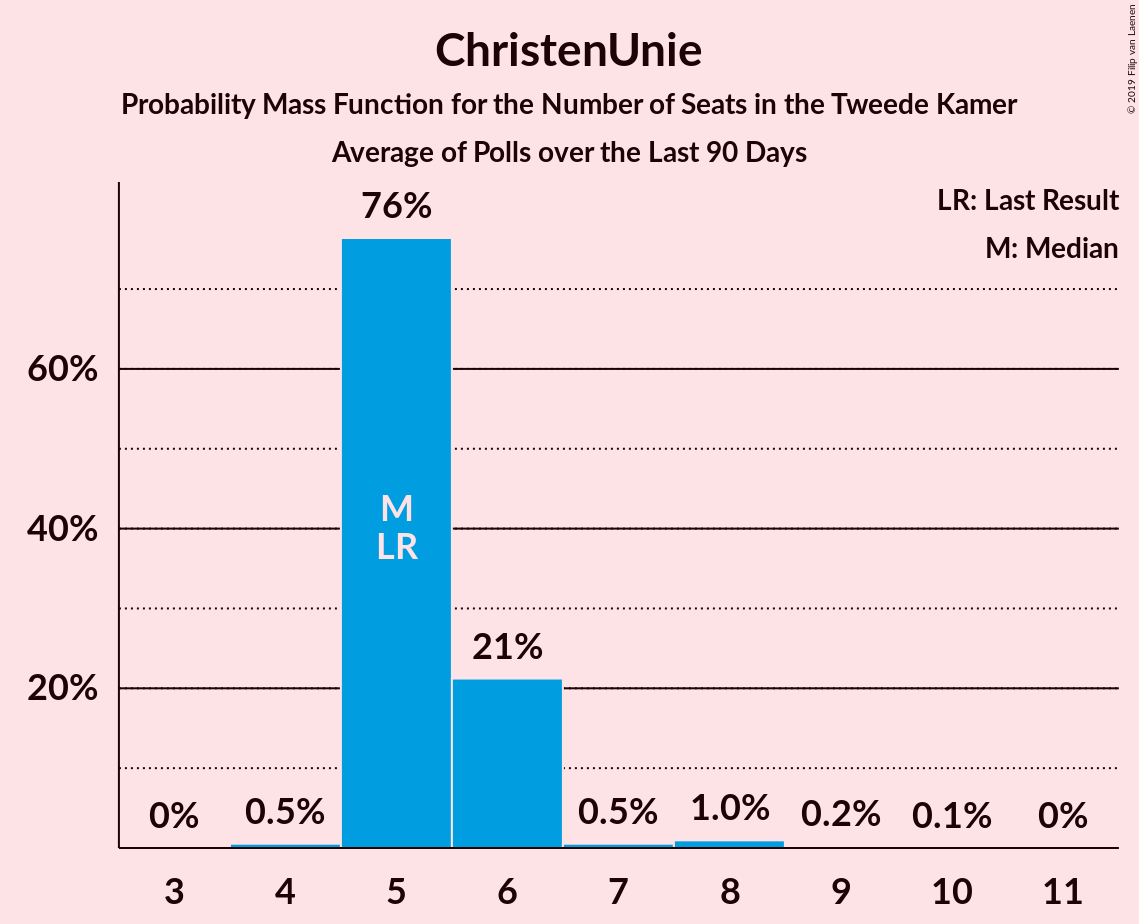 ChristenUnie
Probability Mass Function for the Number of Seats in the Tweede Kamer
Average of Polls over the Last 90 Days
© 2019 Filip van Laenen
LR: Last Result
M: Median
76%
60%
M
40%
LR
21%
20%
0%
0.5%
0.5%
1.0%
0.2%
0.1%
0%
3 4 5 6 7 8 9 10 11